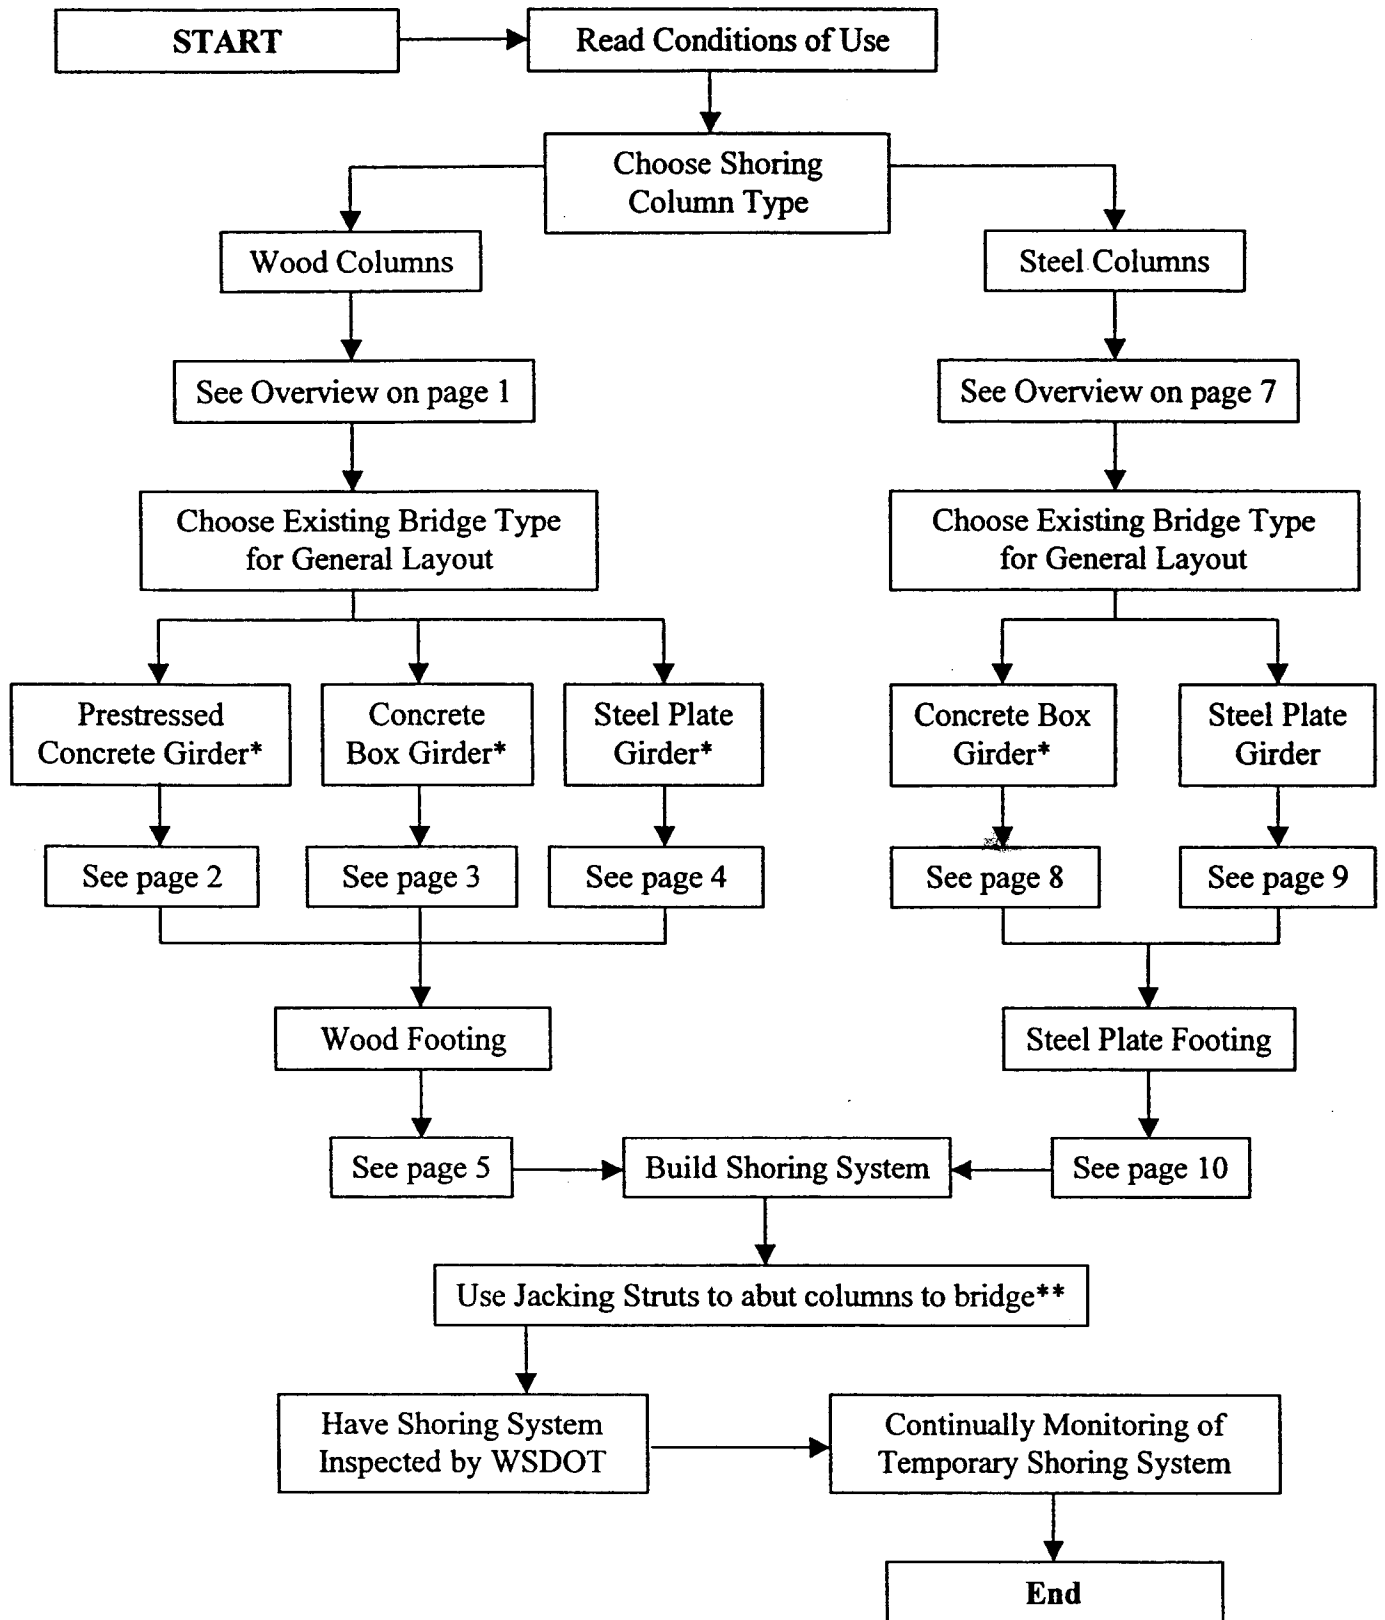 START
Read Conditions of Use
Choose Shoring
Column Type
Wood Columns
Steel Columns
See Overview on page 1
See Overview on page 7
Choose Existing Bridge Type
for General Layout
Choose Existing Bridge Type
for General Layout
Prestressed
Concrete Girder*
Concrete
Box Girder*
Steel Plate
Girder*
Concrete Box
Girder*
Steel Plate
Girder
See page 2
See page 3
See page 4
See page 8
See page 9
Wood Footing
Steel Plate Footing
See page 5
Build Shoring System
See page 10
Use Jacking Struts to abut columns to bridge**
Have Shoring System
Inspected by WSDOT
Continually Monitoring of
Temporary Shoring System
End